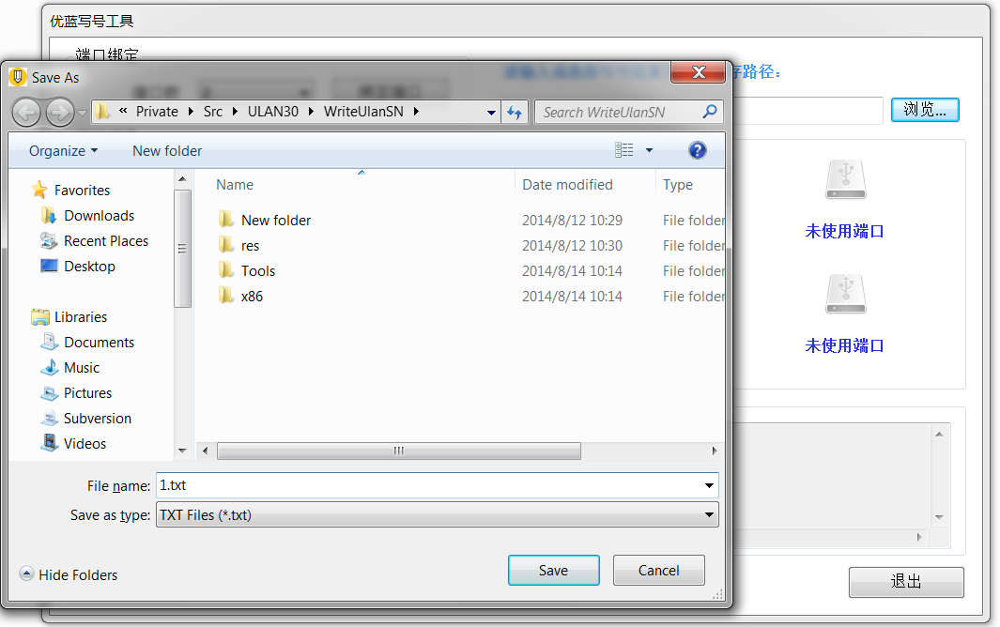 优蓝写号工具
端口绑定
Save As
存路径：
« Private Src ULAN30 WriteUlanSN
Search WriteUlanSN
浏览...
Organize
New folder
Name
Date modified
Type
Favorites
Downloads
Recent Places
Desktop
Libraries
Documents
Music
Pictures
Subversion
Videos
New folder 2014/8/12 10:29 File folder
res 2014/8/12 10:30 File folder
Tools 2014/8/14 10:14 File folder
x86 2014/8/14 10:14 File folder
未使用端口
未使用端口
File name: 1.txt
Save as type: TXT Files (*.txt)
Hide Folders
Save
Cancel
退出